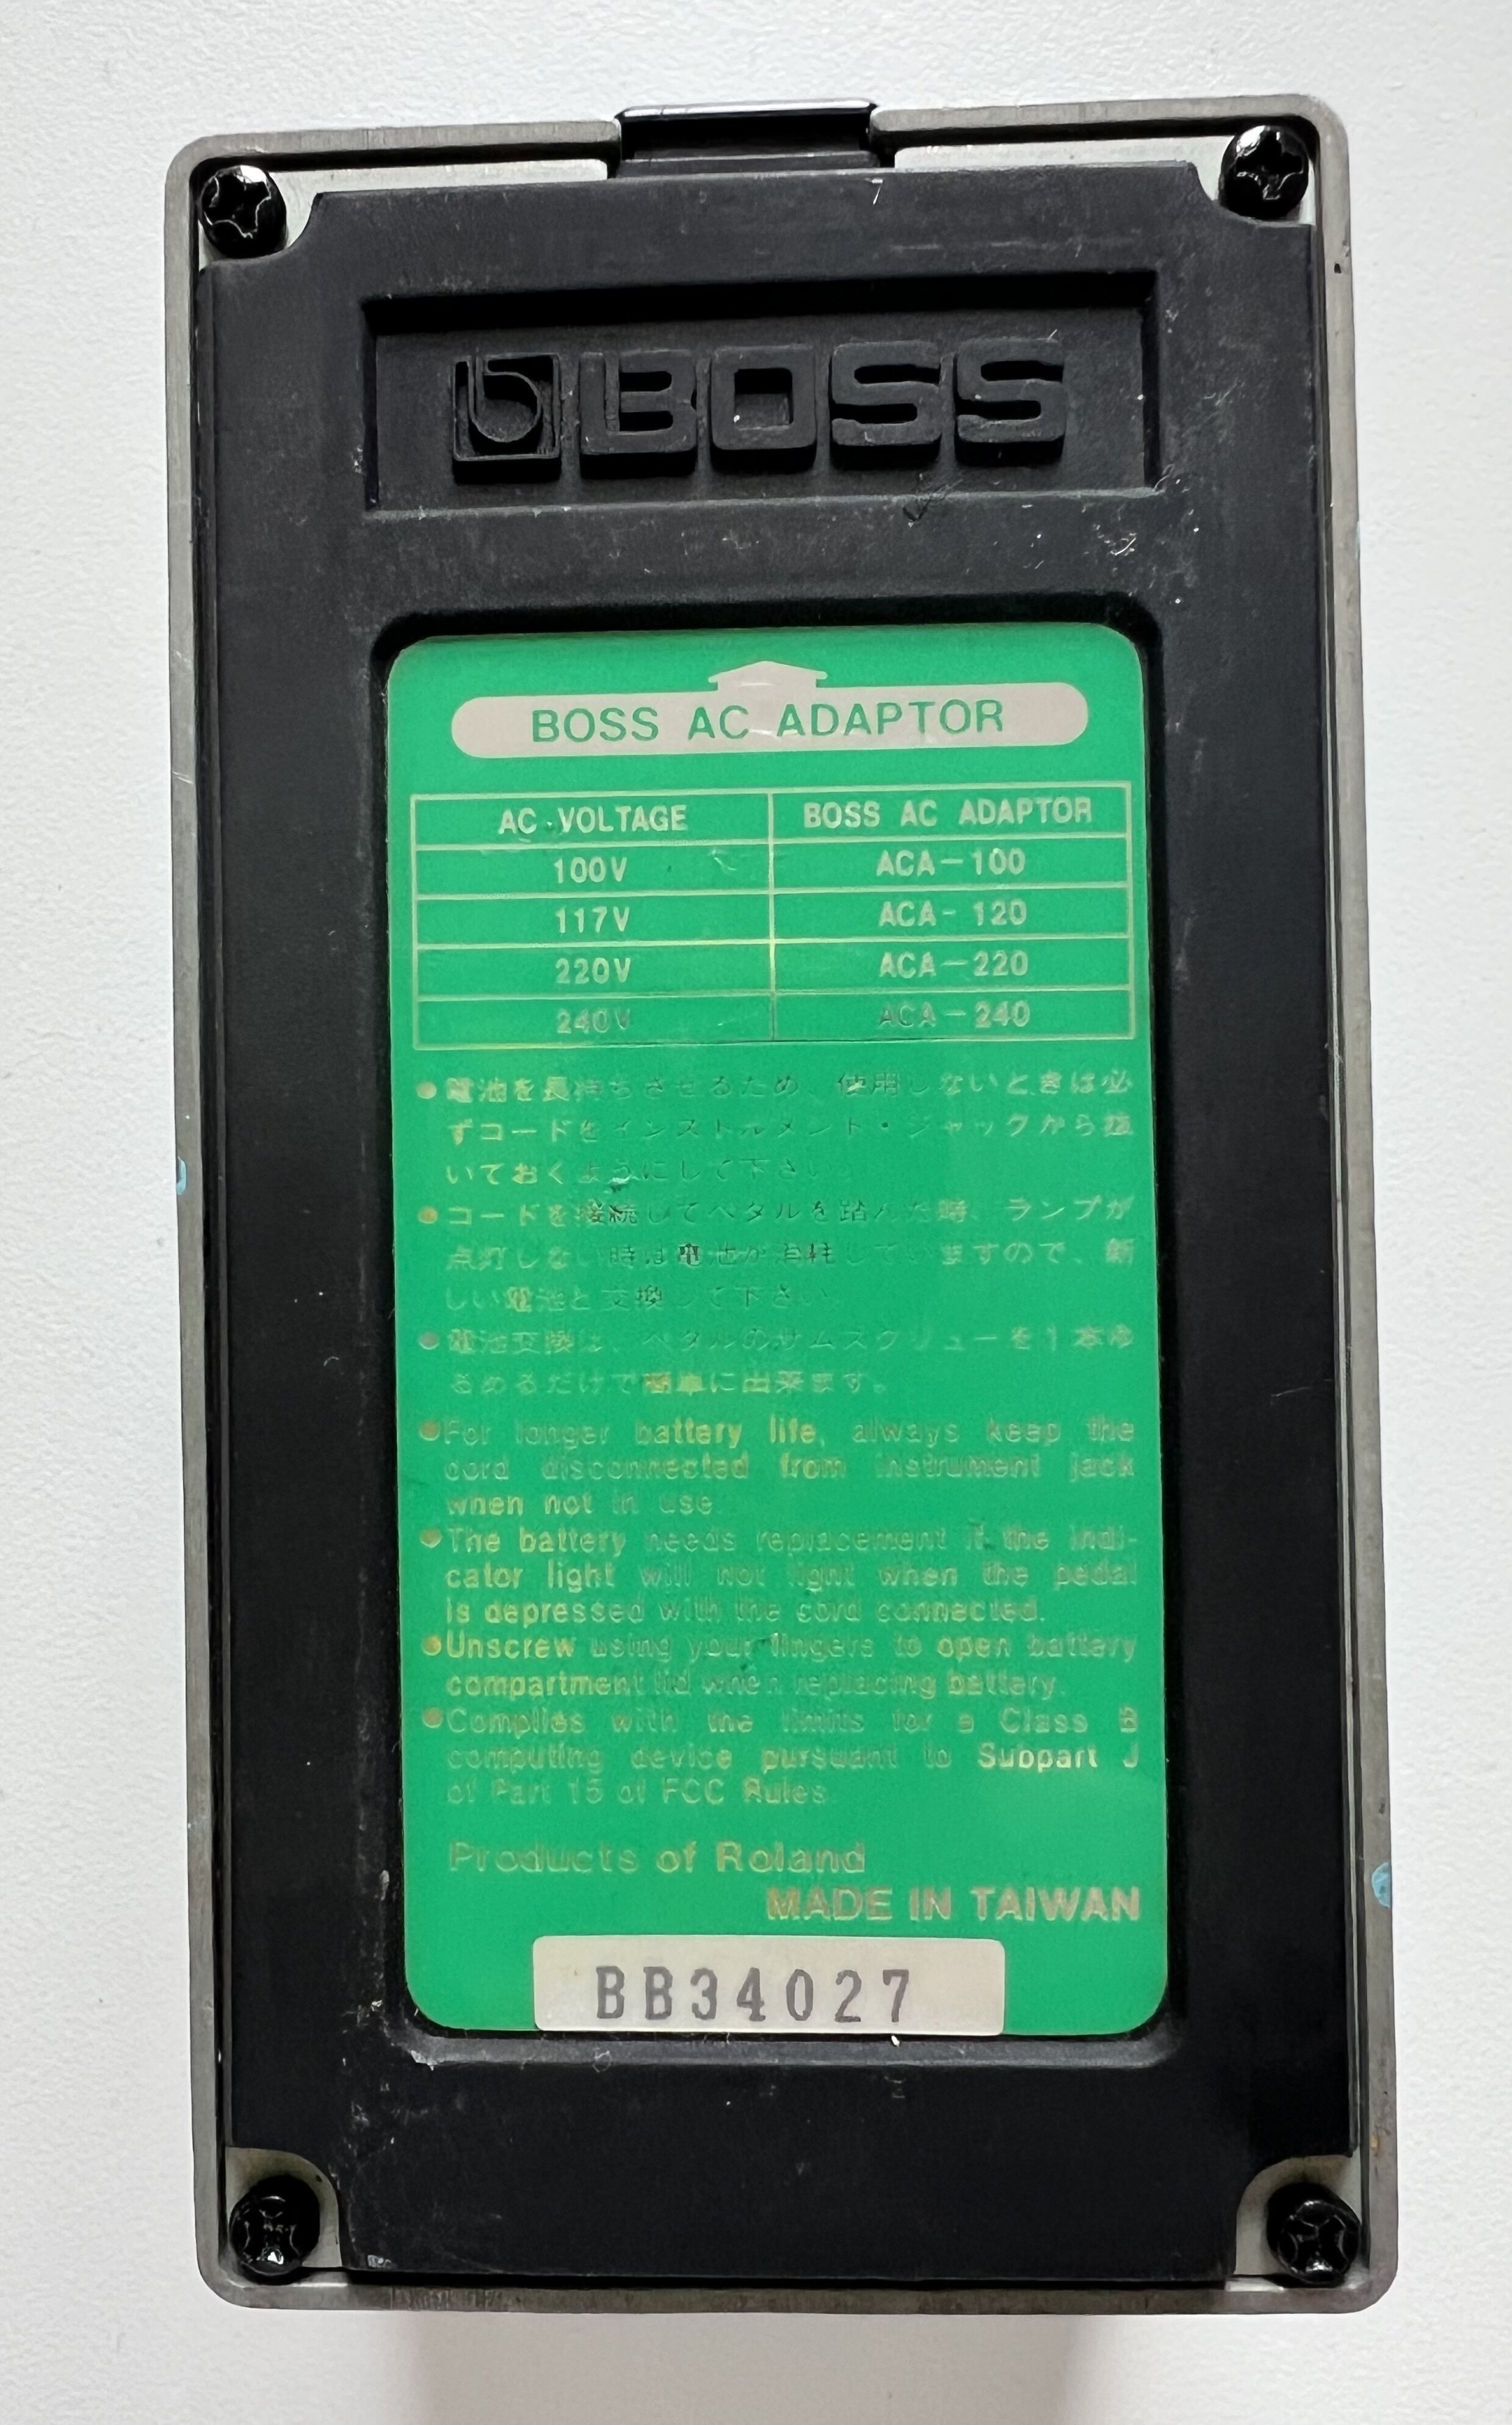 BOSS
BOSS AC ADAPTOR
AC VOLTAGE BOSS AC ADAPTOR
100V ACA-100
117V ACA-120
220V ACA-220
240V ACA-240
●電池を長持ちさせるため、使用しないときは必
ずコードをインストルメント・ジャックから抜
いておくようにして下さい。
●コードを接続してペダルを踏んだ時、ランプが
点灯しない時は電池が消耗していますので、新
しい電池と交換して下さい。
●電池交換は、ペダルのサムスクリューを1本ゆ
るめるだけで簡単に出来ます。
●For longer battery life, always keep the
cord disconnected from instrument jack
when not in use.
●The battery needs replacement if the indi-
cator light will not light when the pedal
is depressed with the cord connected.
●Unscrew using your fingers to open battery
compartment lid when replacing battery.
●Complies with the limits for a Class B
computing device pursuant to Subpart J
of Part 15 of FCC Rules.
Products of Roland
MADE IN TAIWAN
BB34027